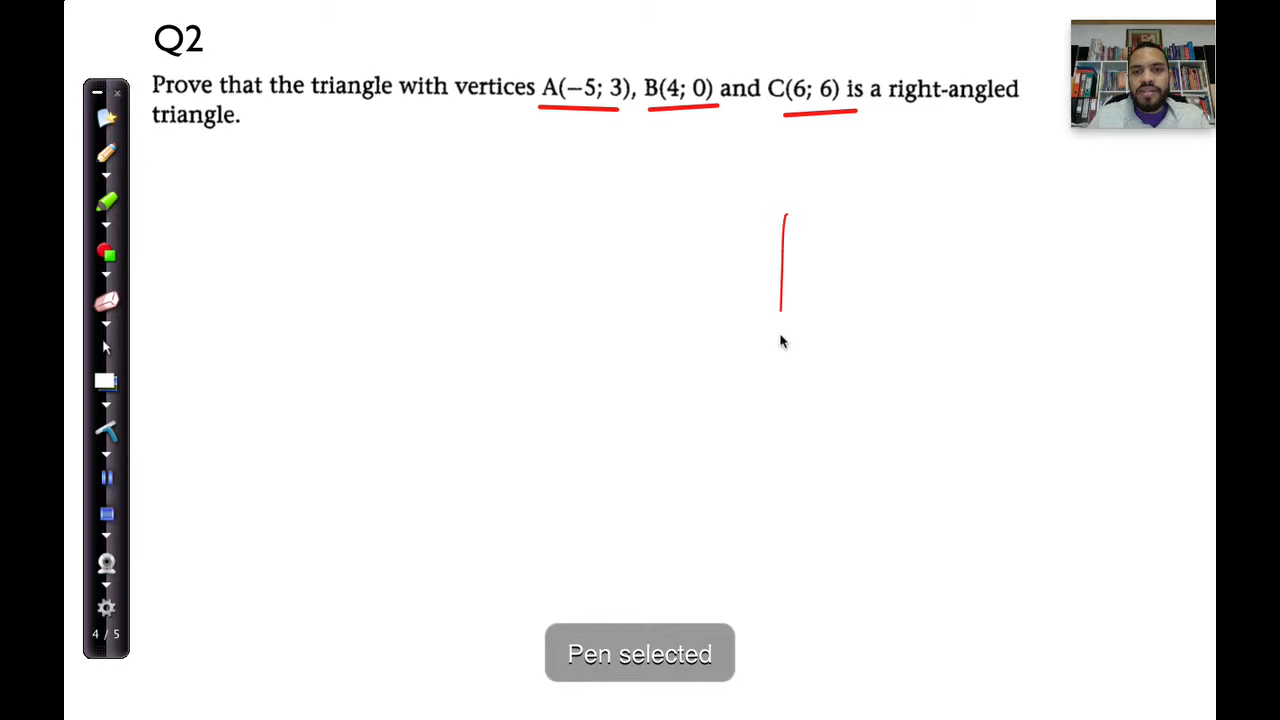 Q2
Prove that the triangle with vertices A(−5; 3), B(4; 0) and C(6; 6) is a right-angled
triangle.
4 / 5
Pen selected